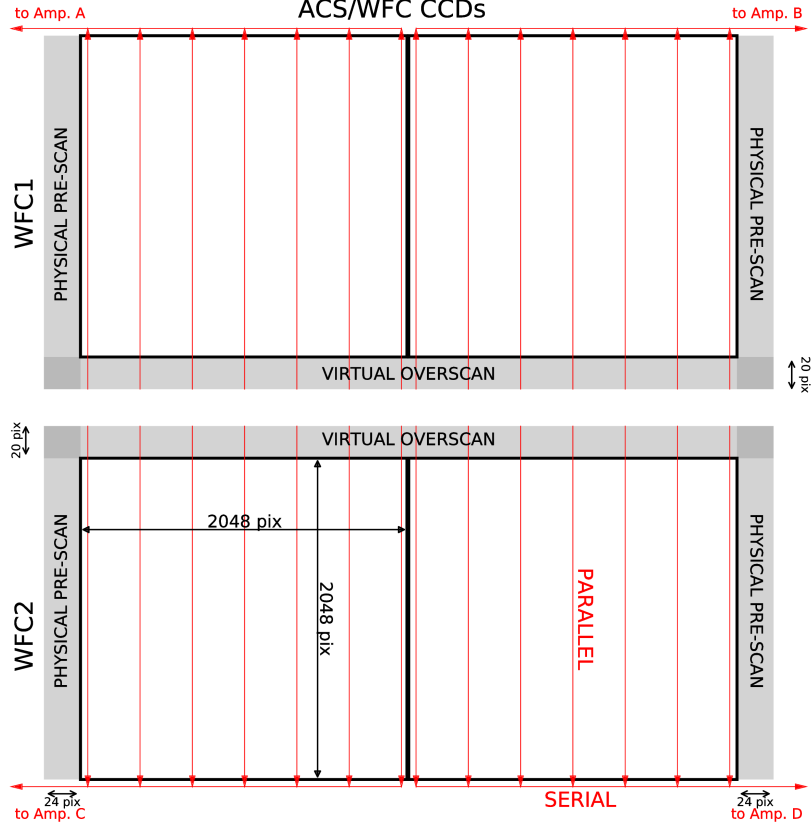 ACS/WFC CCDs
to Amp. A
to Amp. B
WFC1
PHYSICAL PRE-SCAN
PHYSICAL PRE-SCAN
VIRTUAL OVERSCAN
20 pix
20 pix
VIRTUAL OVERSCAN
WFC2
PHYSICAL PRE-SCAN
2048 pix
2048 pix
PARALLEL
PHYSICAL PRE-SCAN
24 pix
SERIAL
24 pix
to Amp. C
to Amp. D